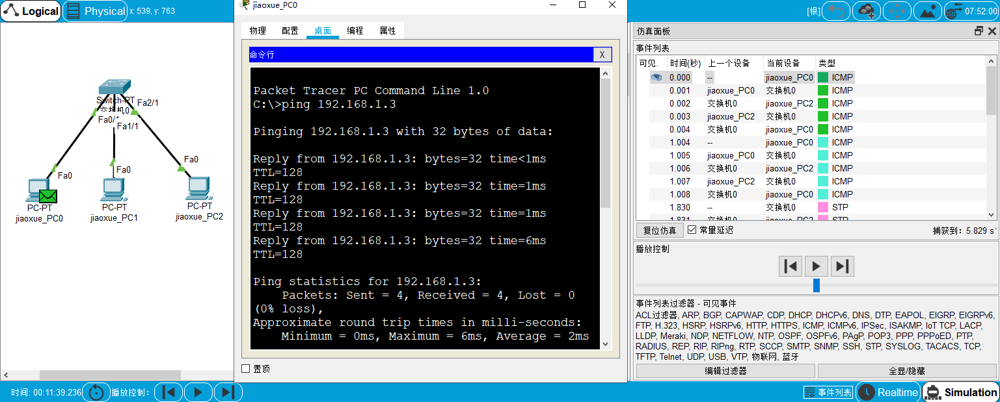 Logical
Physical
x: 539, y: 763
jiaoxue_PC0
[根]
07:52:00
物理 配置 桌面 编程 属性
命令行
X
Packet Tracer PC Command Line 1.0
C:\>ping 192.168.1.3
Pinging 192.168.1.3 with 32 bytes of data:
Reply from 192.168.1.3: bytes=32 time<1ms
TTL=128
Reply from 192.168.1.3: bytes=32 time=1ms
TTL=128
Reply from 192.168.1.3: bytes=32 time=1ms
TTL=128
Reply from 192.168.1.3: bytes=32 time=6ms
TTL=128
Ping statistics for 192.168.1.3:
Packets: Sent = 4, Received = 4, Lost = 0
(0% loss),
Approximate round trip times in milli-seconds:
Minimum = 0ms, Maximum = 6ms, Average = 2ms
置顶
Switch-PT
交换机0
Fa2/1
Fa0/1
Fa1/1
Fa0
Fa0
Fa0
PC-PT
jiaoxue_PC0
PC-PT
jiaoxue_PC1
PC-PT
jiaoxue_PC2
仿真面板
事件列表
可见. 时间(秒) 上一个设备 当前设备 类型
0.000 -- jiaoxue_PC0 ICMP
0.001 jiaoxue_PC0 交换机0 ICMP
0.002 交换机0 jiaoxue_PC2 ICMP
0.003 jiaoxue_PC2 交换机0 ICMP
0.004 交换机0 jiaoxue_PC0 ICMP
1.004 -- jiaoxue_PC0 ICMP
1.005 jiaoxue_PC0 交换机0 ICMP
1.006 交换机0 jiaoxue_PC2 ICMP
1.007 jiaoxue_PC2 交换机0 ICMP
1.008 交换机0 jiaoxue_PC0 ICMP
1.830 -- 交换机0 STP
1.831 交换机0 jiaoxue_PC2 STP
复位仿真 常量延迟 捕获到: 5.829 s
播放控制
事件列表过滤器 - 可见事件
ACL过滤器, ARP, BGP, CAPWAP, CDP, DHCP, DHCPv6, DNS, DTP, EAPOL, EIGRP, EIGRPv6,
FTP, H.323, HSRP, HSRPv6, HTTP, HTTPS, ICMP, ICMPv6, IPSec, ISAKMP, IoT TCP, LACP,
LLDP, Meraki, NDP, NETFLOW, NTP, OSPF, OSPFv6, PAgP, POP3, PPP, PPPoED, PTP,
RADIUS, REP, RIP, RIPng, RTP, SCCP, SMTP, SNMP, SSH, STP, SYSLOG, TACACS, TCP,
TFTP, Telnet, UDP, USB, VTP, 物联网, 蓝牙
编辑过滤器 全显/隐藏
时间: 00:11:39.236
播放控制:
事件列表
Realtime
Simulation